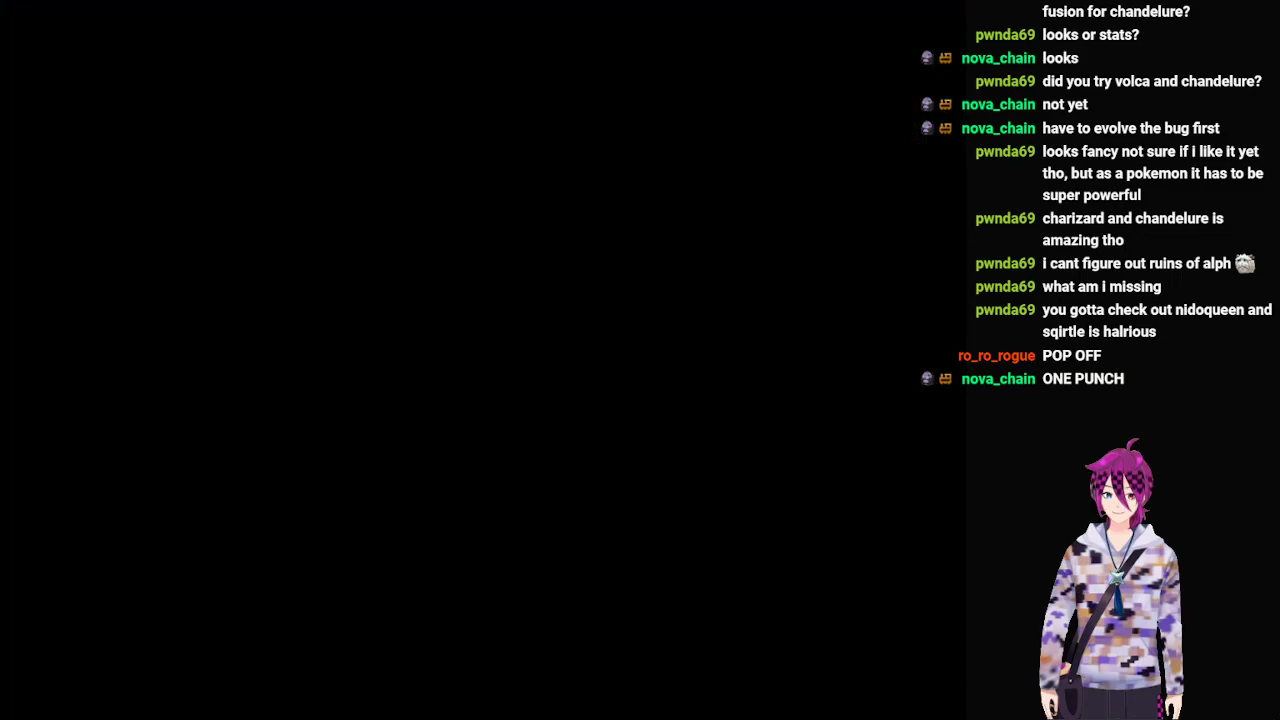 fusion for chandelure?
pwnda69 looks or stats?
nova_chain looks
pwnda69 did you try volca and chandelure?
nova_chain not yet
nova_chain have to evolve the bug first
pwnda69 looks fancy not sure if i like it yet
tho, but as a pokemon it has to be
super powerful
pwnda69 charizard and chandelure is
amazing tho
pwnda69 i cant figure out ruins of alph
pwnda69 what am i missing
pwnda69 you gotta check out nidoqueen and
sqirtle is halrious
ro_ro_rogue POP OFF
nova_chain ONE PUNCH